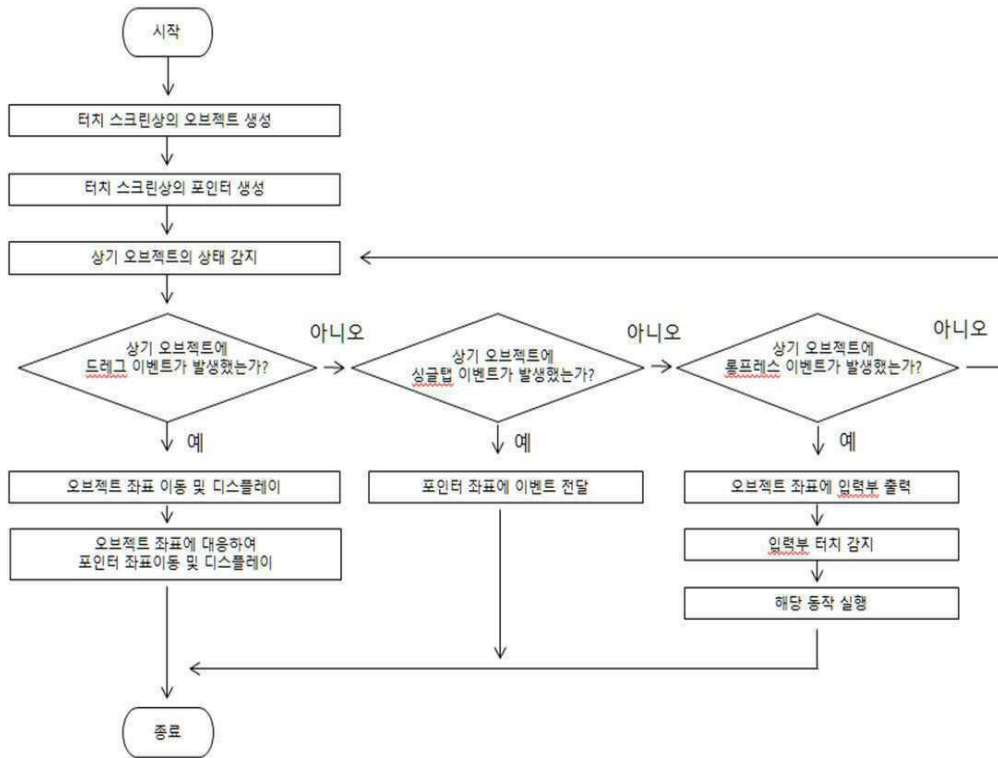 시작
터치 스크린상의 오브젝트 생성
터치 스크린상의 포인터 생성
상기 오브젝트의 상태 감지
상기 오브젝트에
드레그 이벤트가 발생했는가?
아니오
상기 오브젝트에
싱글탭 이벤트가 발생했는가?
아니오
상기 오브젝트에
롱프레스 이벤트가 발생했는가?
아니오
예
예
예
오브젝트 좌표 이동 및 디스플레이
포인터 좌표에 이벤트 전달
오브젝트 좌표에 입력부 출력
오브젝트 좌표에 대응하여
포인터 좌표이동 및 디스플레이
입력부 터치 감지
해당 동작 실행
종료